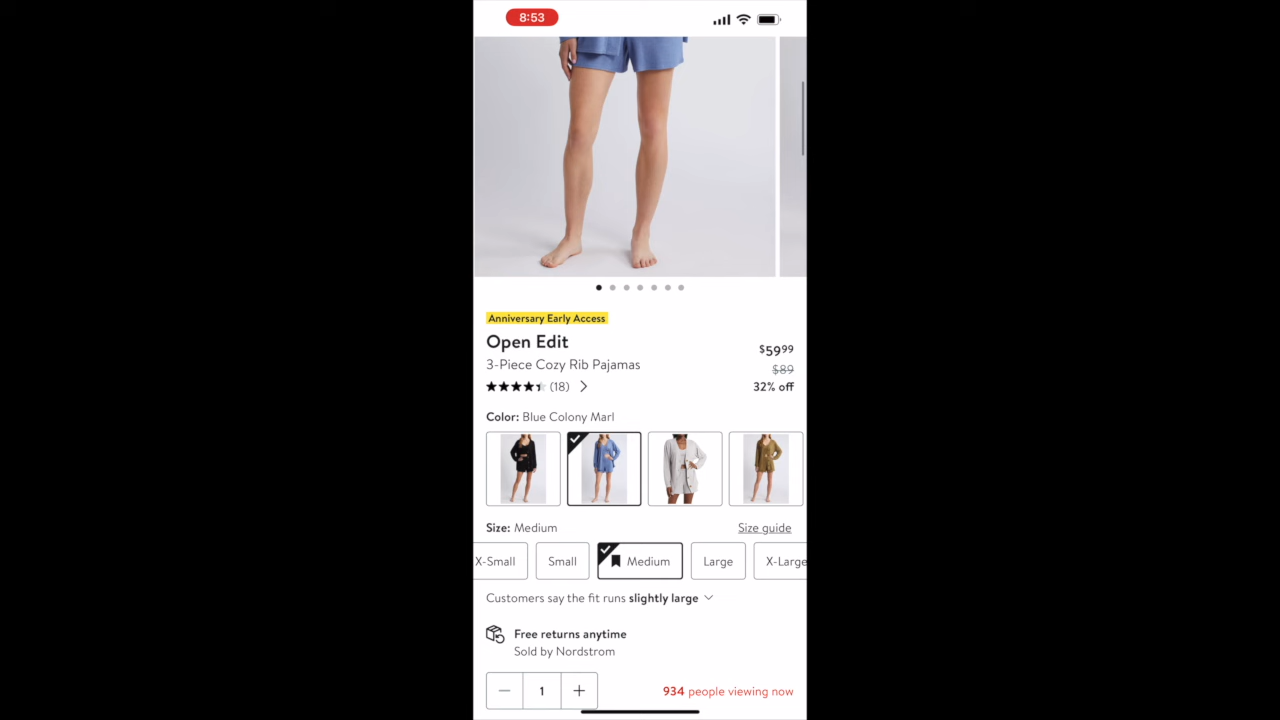 8:53
Anniversary Early Access
Open Edit
$59.99
3-Piece Cozy Rib Pajamas
$89
(18)
32% off
Color: Blue Colony Marl
Size: Medium
Size guide
X-Small
Small
Medium
Large
X-Large
Customers say the fit runs slightly large
Free returns anytime
Sold by Nordstrom
1
934 people viewing now